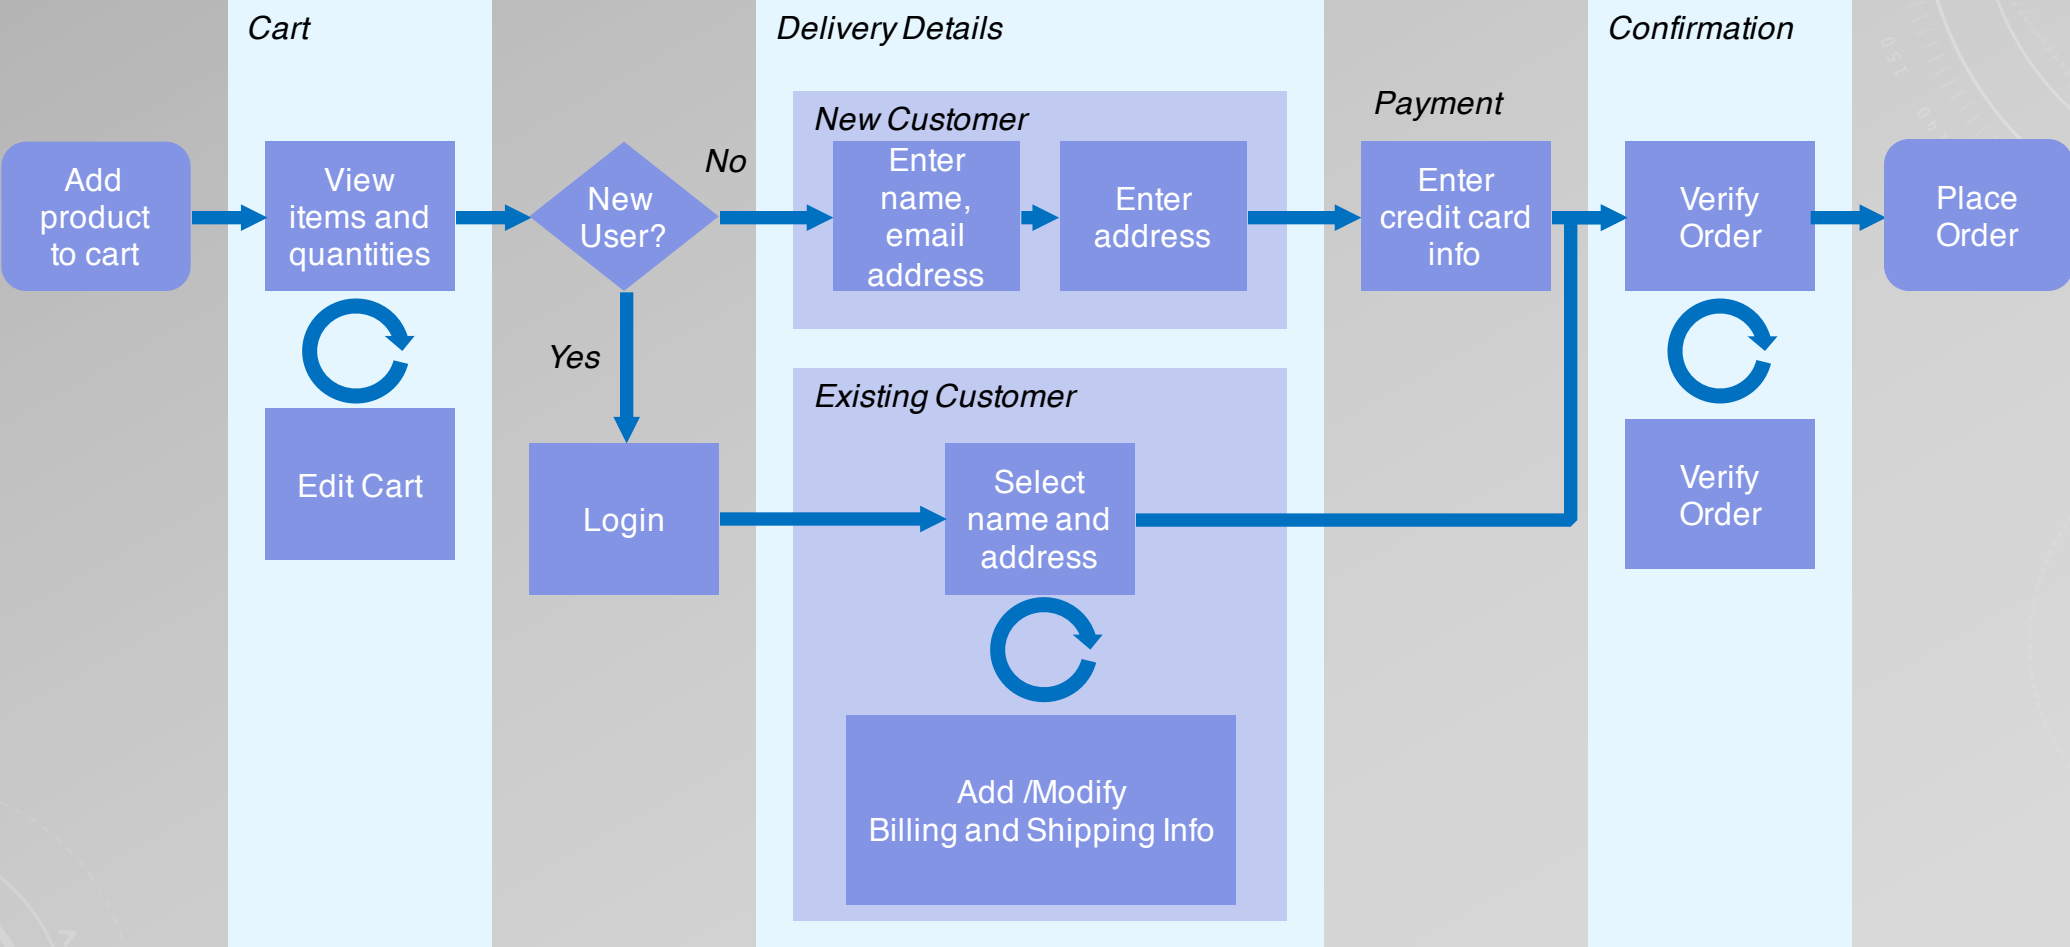 Cart
Delivery Details
Confirmation
Payment
New Customer
Add
product
to cart
View
items and
quantities
New
User?
No
Enter
name,
email
address
Enter
address
Enter
credit card
info
Verify
Order
Place
Order
Yes
Existing Customer
Edit Cart
Login
Select
name and
address
Verify
Order
Add /Modify
Billing and Shipping Info
150